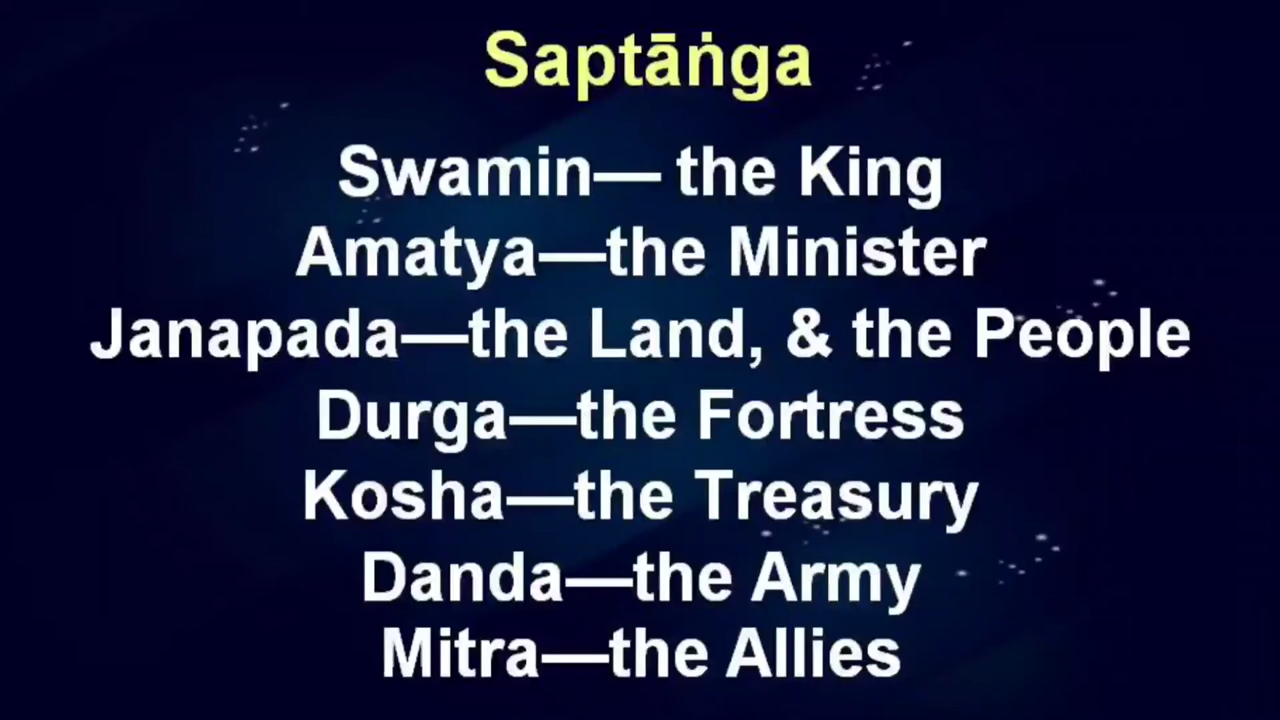 Saptāṅga
Swamin— the King
Amatya—the Minister
Janapada—the Land, & the People
Durga—the Fortress
Kosha—the Treasury
Danda—the Army
Mitra—the Allies